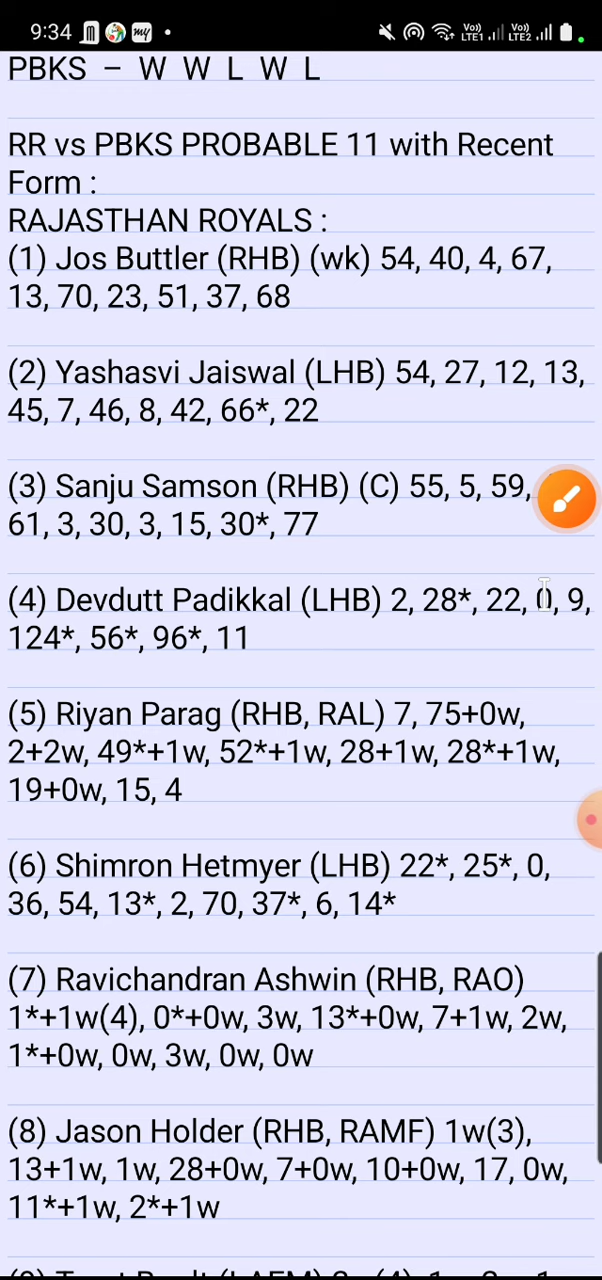 9:34
Vo)) LTE1 Vo)) LTE2
PBKS – W W L W L
RR vs PBKS PROBABLE 11 with Recent
Form :
RAJASTHAN ROYALS :
(1) Jos Buttler (RHB) (wk) 54, 40, 4, 67,
13, 70, 23, 51, 37, 68
(2) Yashasvi Jaiswal (LHB) 54, 27, 12, 13,
45, 7, 46, 8, 42, 66*, 22
(3) Sanju Samson (RHB) (C) 55, 5, 59,
61, 3, 30, 3, 15, 30*, 77
(4) Devdutt Padikkal (LHB) 2, 28*, 22, 0, 9,
124*, 56*, 96*, 11
(5) Riyan Parag (RHB, RAL) 7, 75+0w,
2+2w, 49*+1w, 52*+1w, 28+1w, 28*+1w,
19+0w, 15, 4
(6) Shimron Hetmyer (LHB) 22*, 25*, 0,
36, 54, 13*, 2, 70, 37*, 6, 14*
(7) Ravichandran Ashwin (RHB, RAO)
1*+1w(4), 0*+0w, 3w, 13*+0w, 7+1w, 2w,
1*+0w, 0w, 3w, 0w, 0w
(8) Jason Holder (RHB, RAMF) 1w(3),
13+1w, 1w, 28+0w, 7+0w, 10+0w, 17, 0w,
11*+1w, 2*+1w